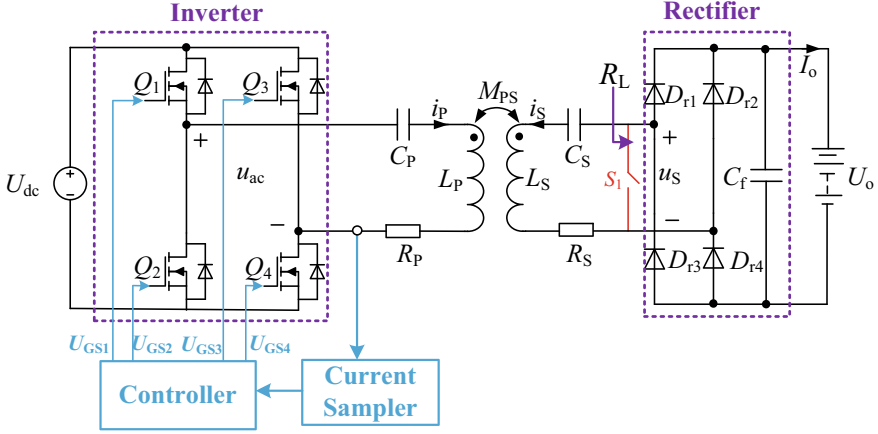 Inverter
Rectifier
Q1
Q3
Udc
+
−
uac
+
−
Q2
Q4
CP
iP
MPS
iS
CS
LP
LS
RP
RS
RL
S1
+
uS
−
Dr1
Dr2
Dr3
Dr4
Cf
Io
Uo
UGS1
UGS2
UGS3
UGS4
Controller
Current
Sampler